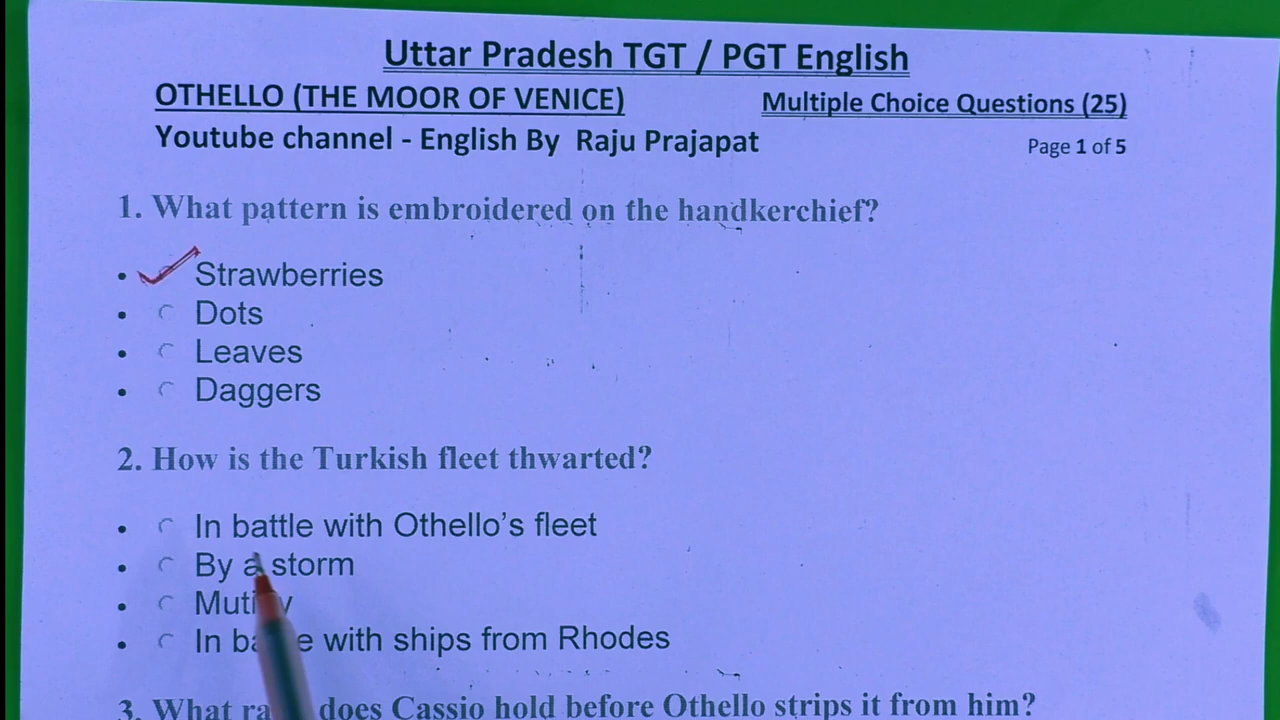 Uttar Pradesh TGT / PGT English
OTHELLO (THE MOOR OF VENICE) Multiple Choice Questions (25)
Youtube channel - English By Raju Prajapat Page 1 of 5
1. What pattern is embroidered on the handkerchief?
• Strawberries
• Dots
• Leaves
• Daggers
2. How is the Turkish fleet thwarted?
• In battle with Othello's fleet
• By a storm
• Mutiny
• In battle with ships from Rhodes
3. What does Cassio hold before Othello strips it from him?